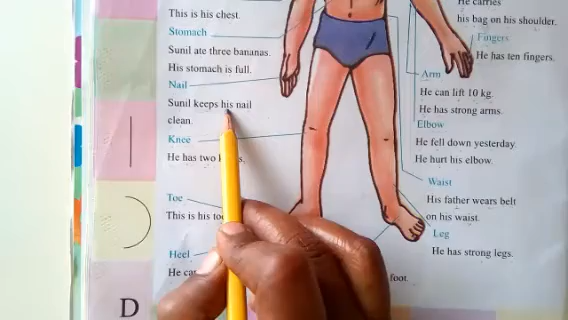 This is his chest.
Stomach
Sunil ate three bananas.
His stomach is full.
Nail
Sunil keeps his nail
clean.
Knee
He has two
Toe
This is his
Heel
He
D
He carries
his bag on his shoulder.
Fingers
He has ten fingers.
Arm
He can lift 10 kg.
He has strong arms.
Elbow
He fell down yesterday.
He hurt his elbow.
Waist
His father wears belt
on his waist.
Leg
He has strong legs.
foot.